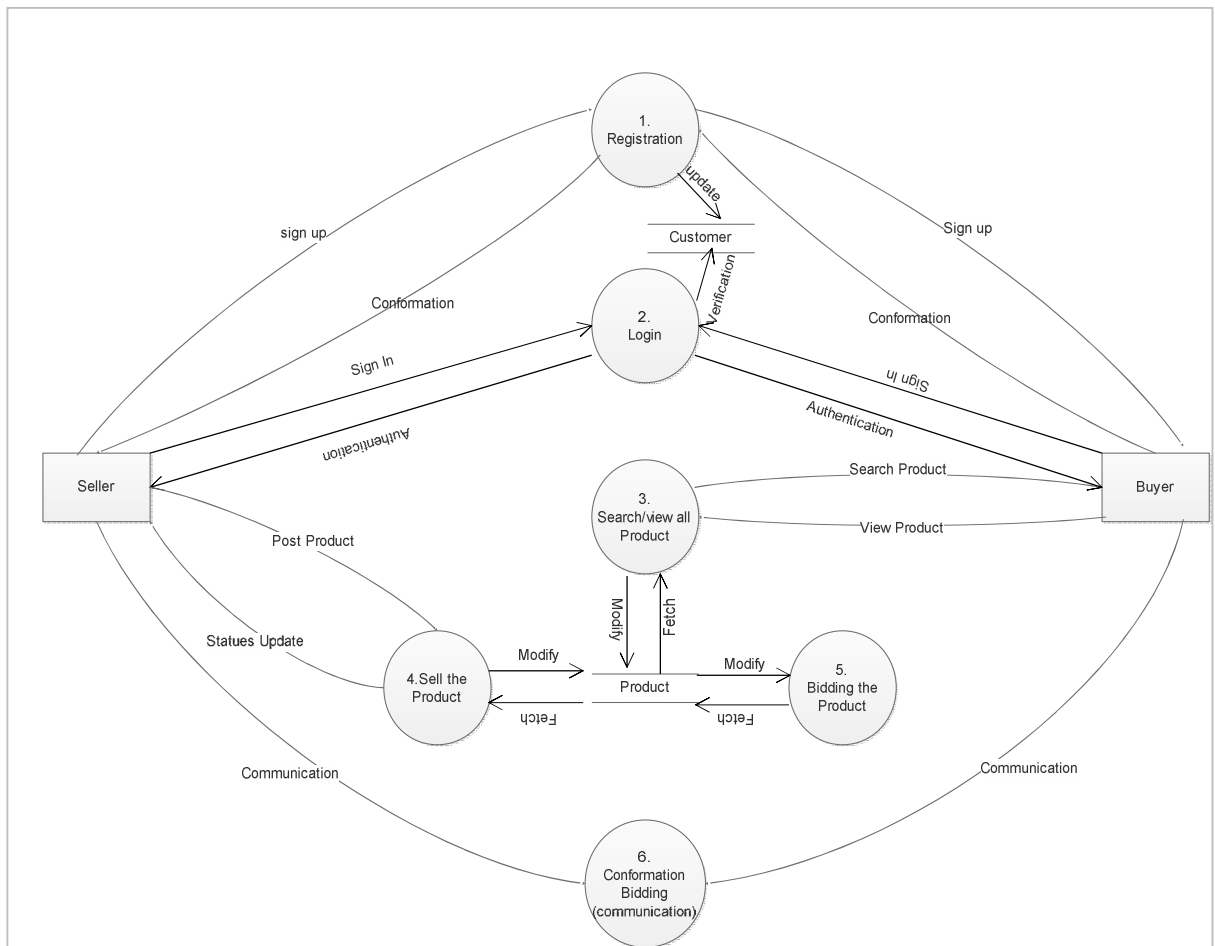 1.
Registration
update
Customer
sign up
Sign up
Conformation
Conformation
Verification
2.
Login
Sign In
Sign In
Authentication
Authentication
Seller
Buyer
3.
Search/view all
Product
Search Product
View Product
Post Product
Statues Update
Modify
Fetch
4.Sell the
Product
Modify
Fetch
Product
Modify
Fetch
5.
Bidding the
Product
Communication
Communication
6.
Conformation
Bidding
(communication)